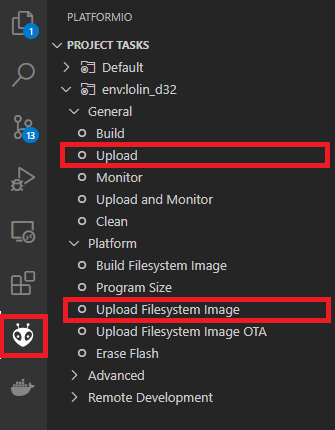 PLATFORMIO
PROJECT TASKS
Default
env:lolin_d32
General
Build
Upload
Monitor
Upload and Monitor
Clean
Platform
Build Filesystem Image
Program Size
Upload Filesystem Image
Upload Filesystem Image OTA
Erase Flash
Advanced
Remote Development
1
13